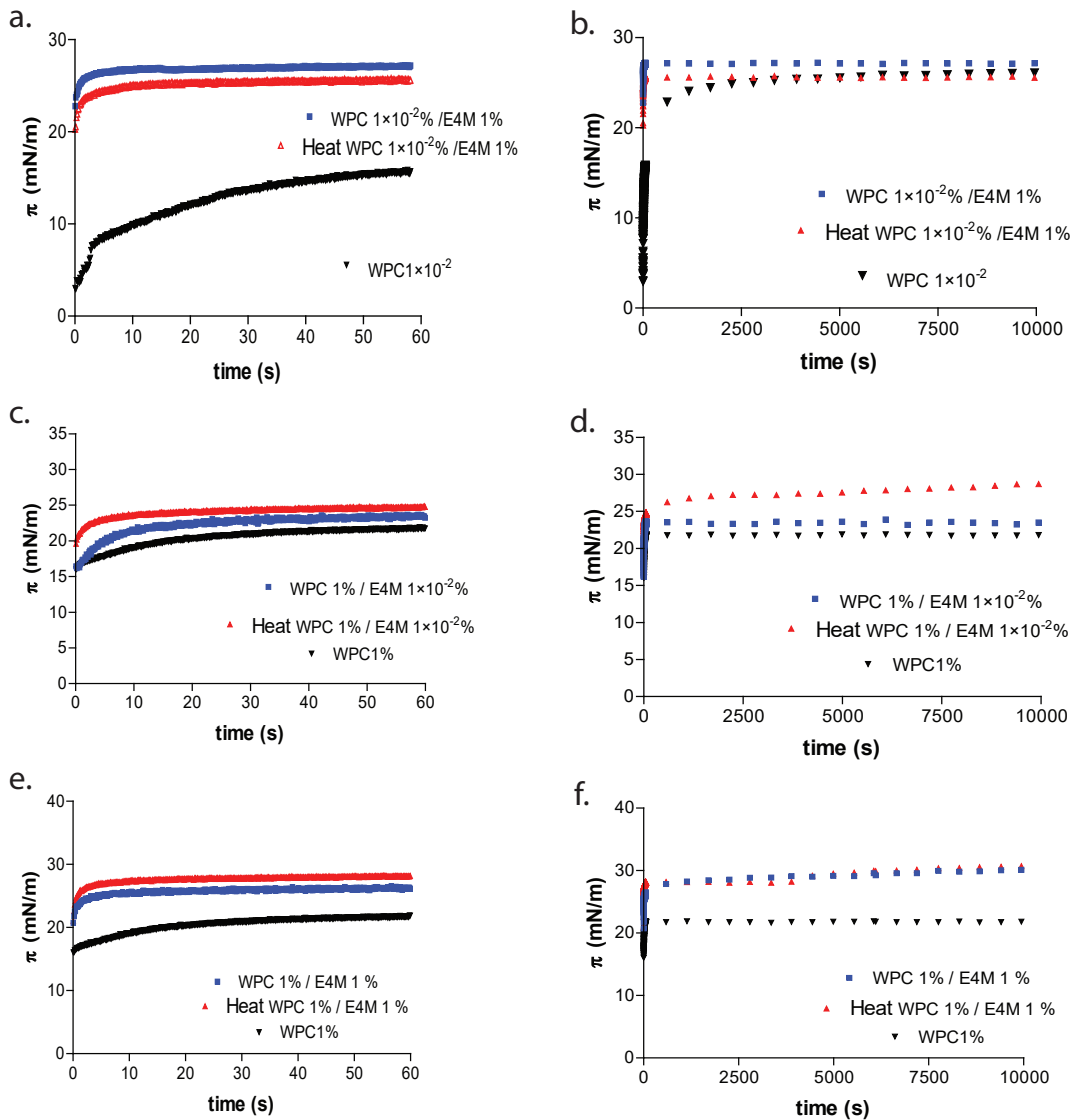 a.
30
20
10
0
π (mN/m)
WPC 1×10-2% /E4M 1%
Heat WPC 1×10-2% /E4M 1%
WPC1×10-2
0 10 20 30 40 50 60
time (s)
b.
30
20
10
0
π (mN/m)
WPC 1×10-2% /E4M 1%
Heat WPC 1×10-2% /E4M 1%
WPC 1×10-2
0 2500 5000 7500 10000
time (s)
c.
35
30
25
20
15
10
5
0
π (mN/m)
WPC 1% / E4M 1×10-2%
Heat WPC 1% / E4M 1×10-2%
WPC1%
0 10 20 30 40 50 60
time (s)
d.
35
30
25
20
15
10
5
0
π (mN/m)
WPC 1% / E4M 1×10-2%
Heat WPC 1% / E4M 1×10-2%
WPC1%
0 2500 5000 7500 10000
time (s)
e.
40
30
20
10
0
π (mN/m)
WPC 1% / E4M 1 %
Heat WPC 1% / E4M 1 %
WPC1%
0 10 20 30 40 50 60
time (s)
f.
40
30
20
10
0
π (mN/m)
WPC 1% / E4M 1 %
Heat WPC 1% / E4M 1 %
WPC1%
0 2500 5000 7500 10000
time (s)